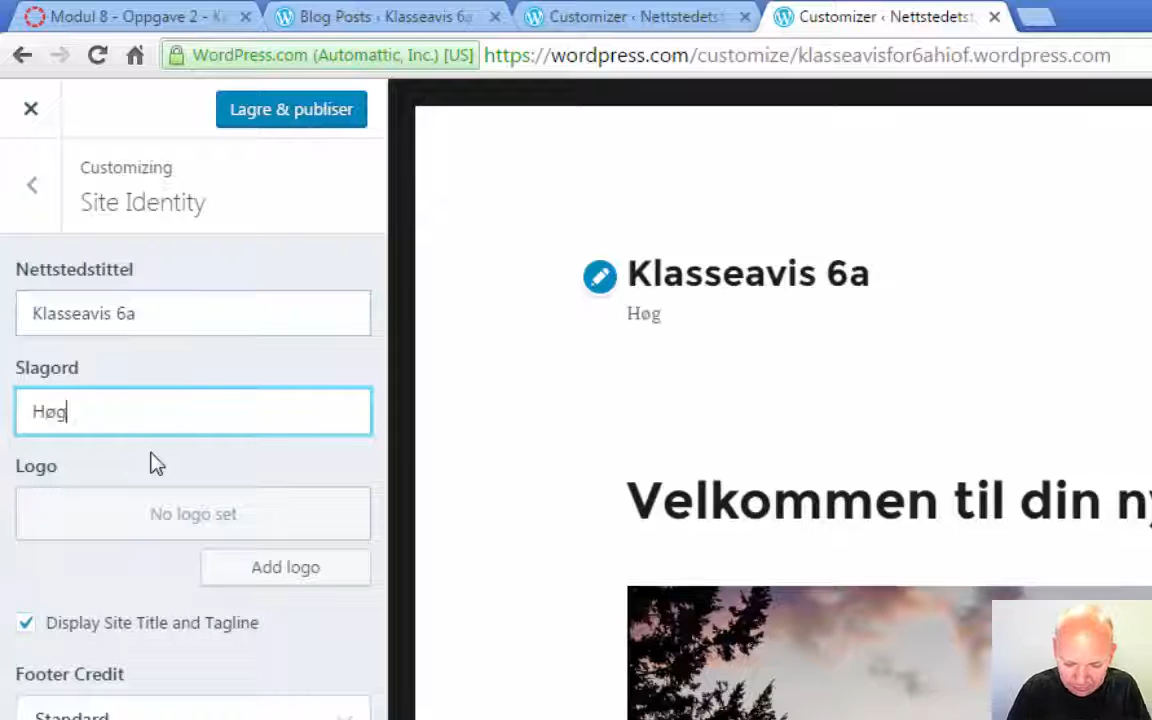 Modul 8 - Oppgave 2 - K
Blog Posts ‹ Klasseavis 6a
Customizer ‹ Nettstedets
Customizer ‹ Nettstedets
WordPress.com (Automattic, Inc.) [US]
https://wordpress.com/customize/klasseavisfor6ahiof.wordpress.com
Lagre & publiser
Customizing
Site Identity
Nettstedstittel
Klasseavis 6a
Slagord
Høg
Logo
No logo set
Add logo
Display Site Title and Tagline
Footer Credit
Standard
Klasseavis 6a
Høg
Velkommen til din ny